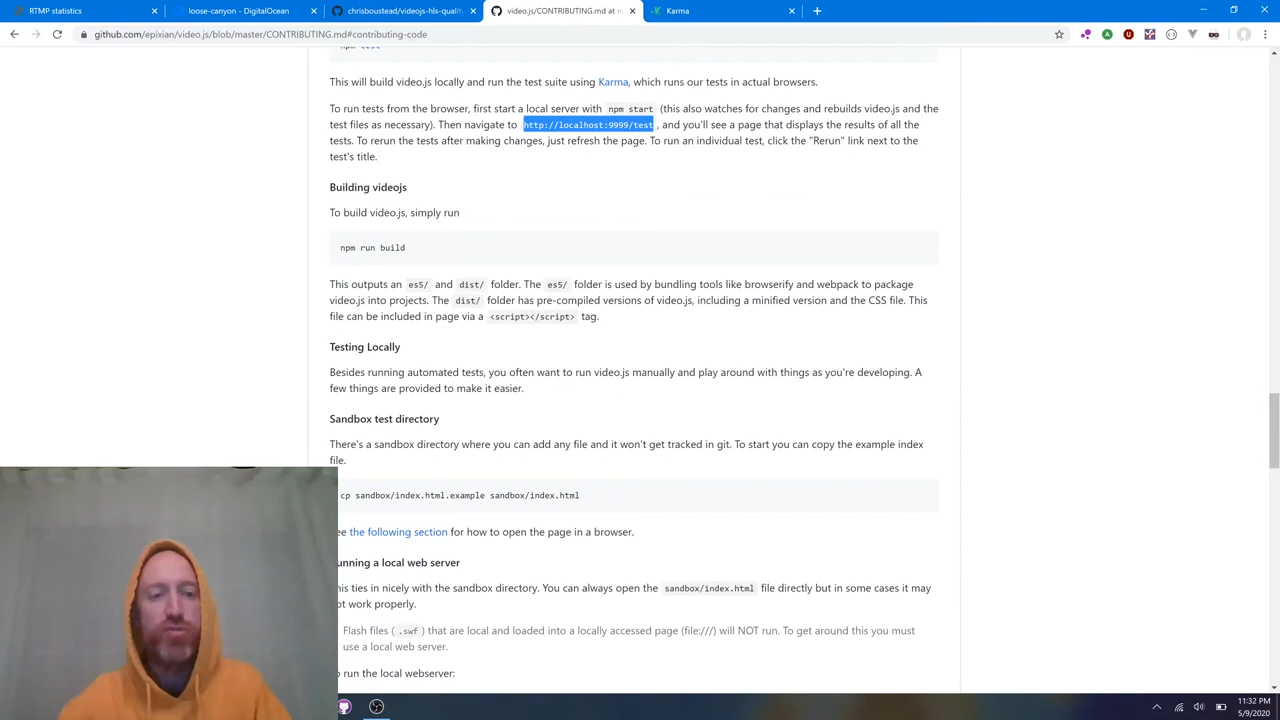 RTMP statistics
loose-canyon - DigitalOcean
chrisboustead/videojs-hls-quality
video.js/CONTRIBUTING.md at m
Karma
github.com/epixian/video.js/blob/master/CONTRIBUTING.md#contributing-code
npm test
This will build video.js locally and run the test suite using Karma, which runs our tests in actual browsers.
To run tests from the browser, first start a local server with npm start (this also watches for changes and rebuilds video.js and the
test files as necessary). Then navigate to http://localhost:9999/test , and you'll see a page that displays the results of all the
tests. To rerun the tests after making changes, just refresh the page. To run an individual test, click the "Rerun" link next to the
test's title.
Building videojs
To build video.js, simply run
npm run build
This outputs an es5/ and dist/ folder. The es5/ folder is used by bundling tools like browserify and webpack to package
video.js into projects. The dist/ folder has pre-compiled versions of video.js, including a minified version and the CSS file. This
file can be included in page via a <script></script> tag.
Testing Locally
Besides running automated tests, you often want to run video.js manually and play around with things as you're developing. A
few things are provided to make it easier.
Sandbox test directory
There's a sandbox directory where you can add any file and it won't get tracked in git. To start you can copy the example index
file.
cp sandbox/index.html.example sandbox/index.html
ee the following section for how to open the page in a browser.
unning a local web server
his ties in nicely with the sandbox directory. You can always open the sandbox/index.html file directly but in some cases it may
ot work properly.
Flash files ( .swf ) that are local and loaded into a locally accessed page (file:///) will NOT run. To get around this you must
use a local web server.
o run the local webserver:
11:32 PM
5/9/2020